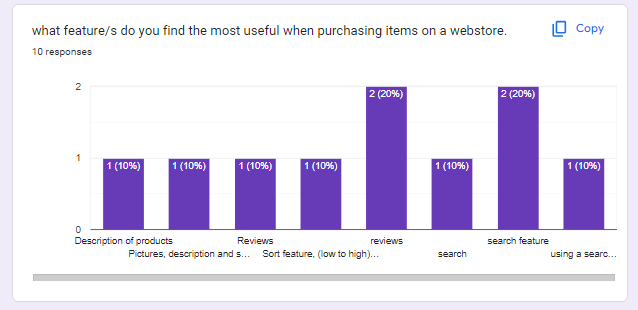 what feature/s do you find the most useful when purchasing items on a webstore.
Copy
10 responses
2
1
0
1 (10%)
1 (10%)
1 (10%)
1 (10%)
2 (20%)
1 (10%)
2 (20%)
1 (10%)
Description of products
Pictures, description and s...
Reviews
Sort feature, (low to high)...
reviews
search
search feature
using a searc...